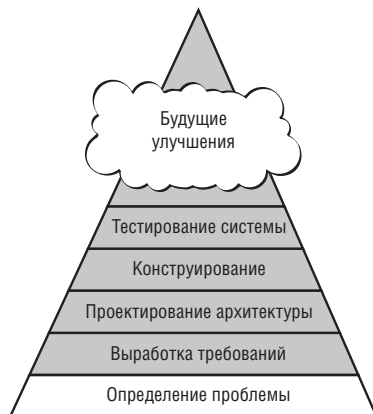 Будущие
улучшения
Тестирование системы
Конструирование
Проектирование архитектуры
Выработка требований
Определение проблемы